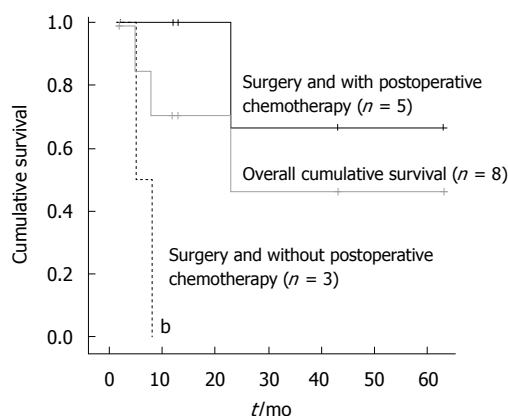 Cumulative survival
1.0
0.8
0.6
0.4
0.2
0.0
Surgery and with postoperative
chemotherapy (n = 5)
Overall cumulative survival (n = 8)
Surgery and without postoperative
chemotherapy (n = 3)
b
0 10 20 30 40 50 60
t/mo